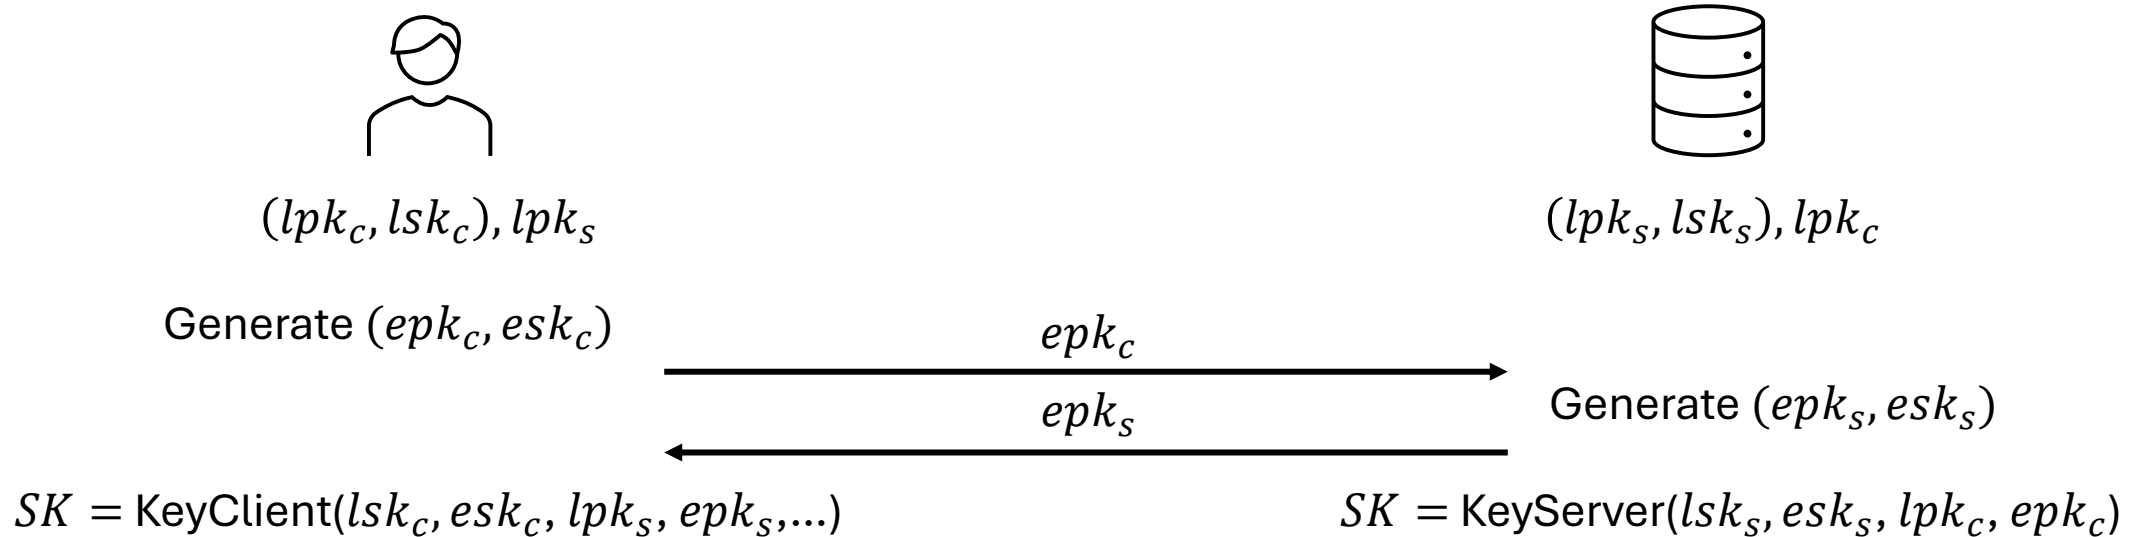 (lpk_c, lsk_c), lpk_s
(lpk_s, lsk_s), lpk_c
Generate (epk_c, esk_c)
epk_c
epk_s
Generate (epk_s, esk_s)
SK = KeyClient(lsk_c, esk_c, lpk_s, epk_s,...)
SK = KeyServer(lsk_s, esk_s, lpk_c, epk_c)